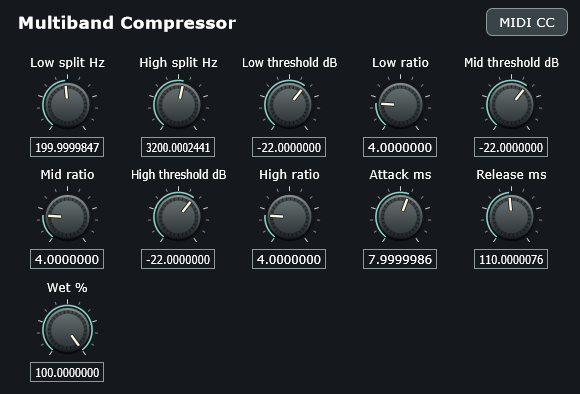 Multiband Compressor
MIDI CC
Low split Hz
High split Hz
Low threshold dB
Low ratio
Mid threshold dB
199.9999847
3200.0002441
-22.0000000
4.0000000
-22.0000000
Mid ratio
High threshold dB
High ratio
Attack ms
Release ms
4.0000000
-22.0000000
4.0000000
7.9999986
110.0000076
Wet %
100.0000000